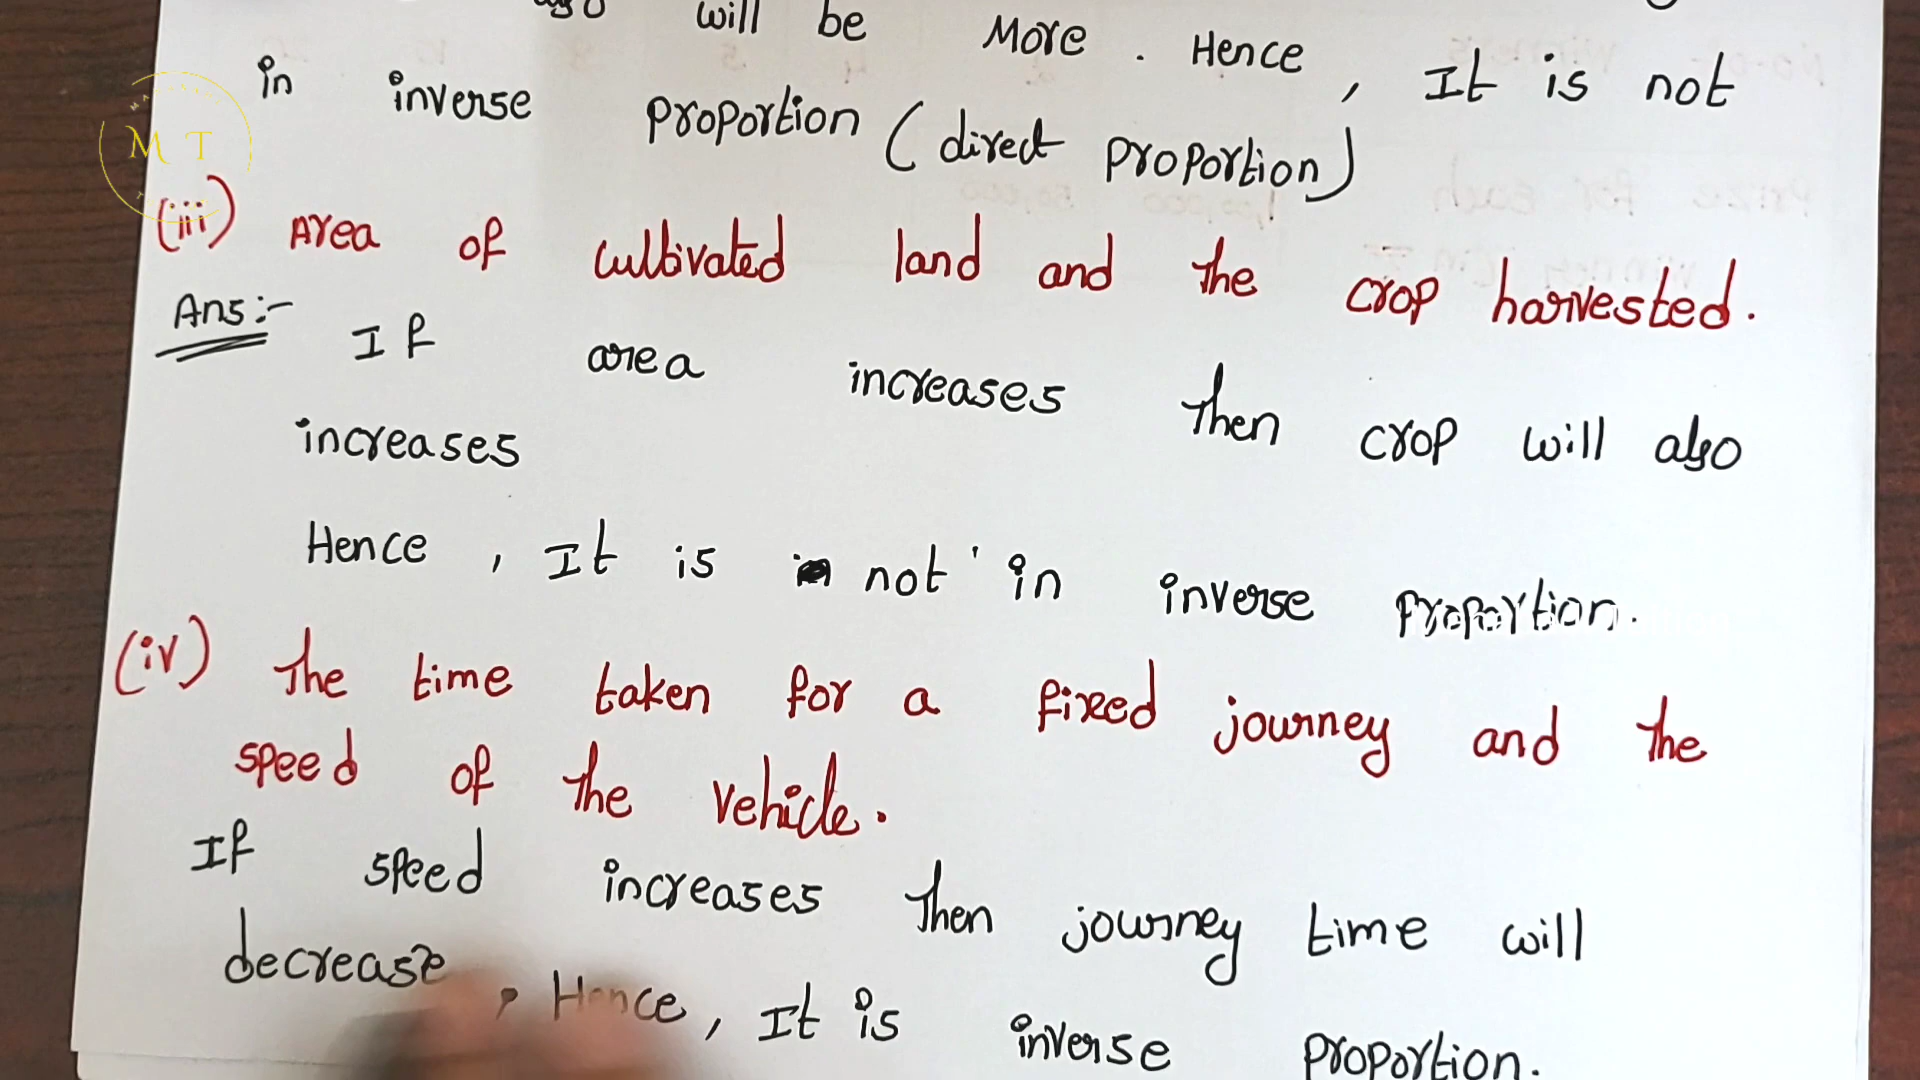 also will be More . Hence , It is not
in inverse proportion (direct proportion)
M T
(iii) Area of cultivated land and the crop harvested.
Ans:- If area increases then crop will also
increases
Hence , It is not in inverse proportion.
(iv) The time taken for a fixed journey and the
speed of the vehicle.
If speed increases then journey time will
decrease , Hence , It is inverse proportion.